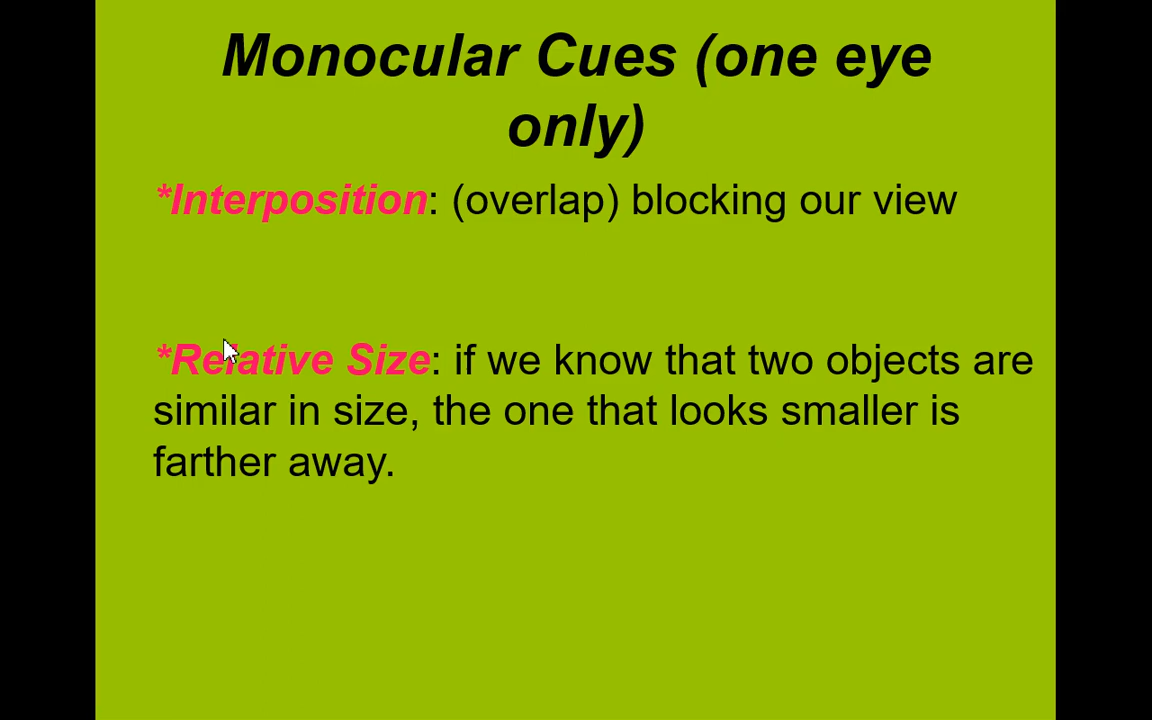 Monocular Cues (one eye
only)
*Interposition: (overlap) blocking our view
*Relative Size: if we know that two objects are
similar in size, the one that looks smaller is
farther away.